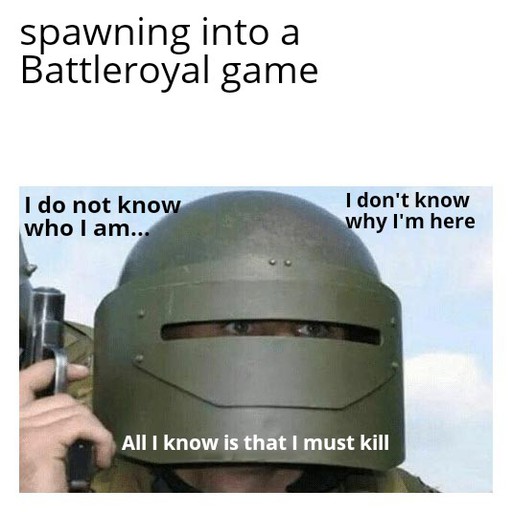 spawning into a
Battleroyal game
I do not know
who I am...
I don't know
why I'm here
All I know is that I must kill